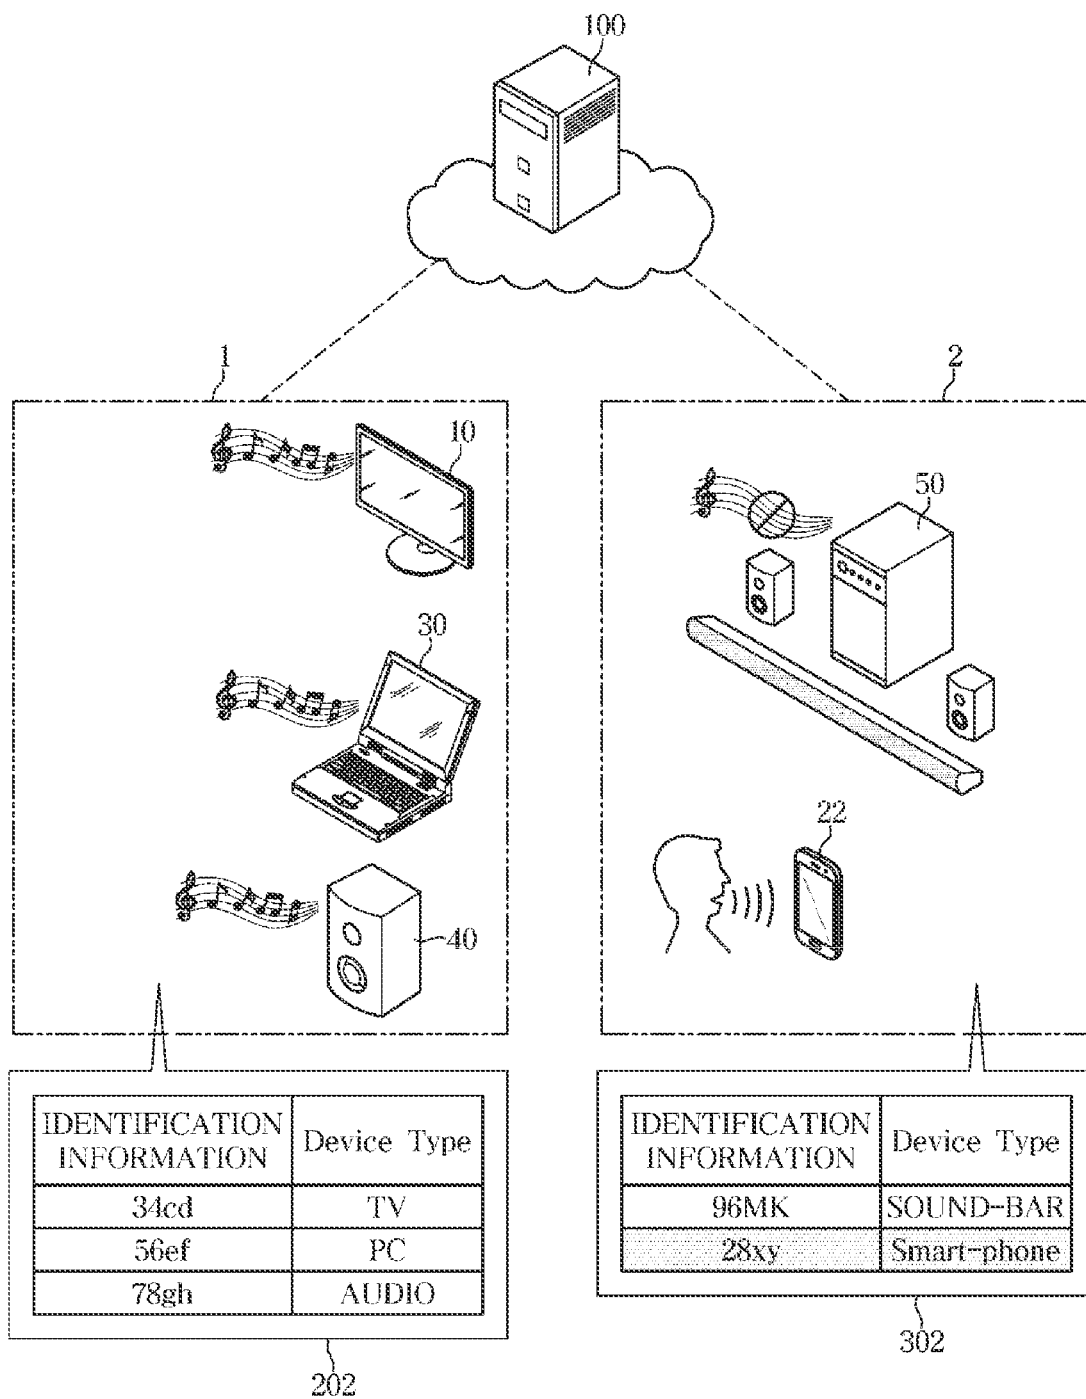 100
1
2
10
50
30
22
40
IDENTIFICATION
INFORMATION
Device Type
34cd
TV
56ef
PC
78gh
AUDIO
202
IDENTIFICATION
INFORMATION
Device Type
96MK
SOUND-BAR
28xy
Smart-phone
302